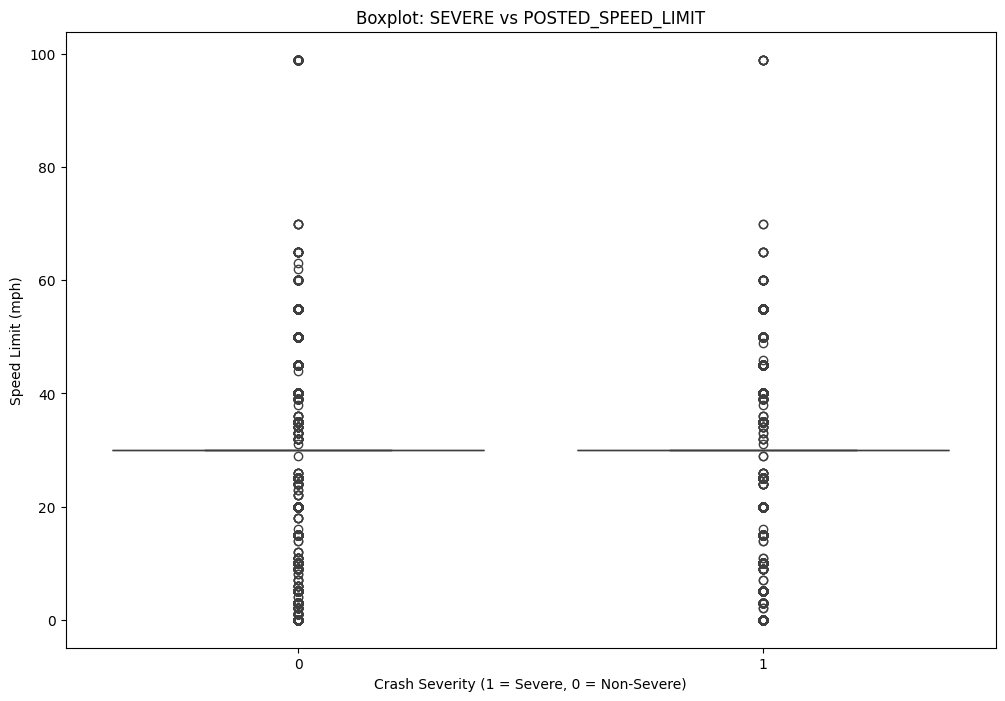 Boxplot: SEVERE vs POSTED_SPEED_LIMIT
100
80
60
40
20
0
Speed Limit (mph)
0 1
Crash Severity (1 = Severe, 0 = Non-Severe)